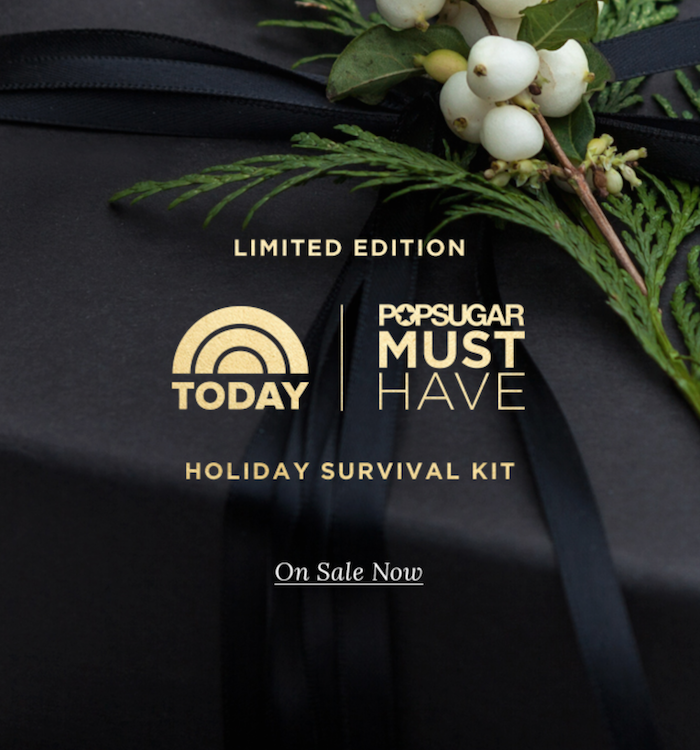 LIMITED EDITION
TODAY
POPSUGAR
MUST
HAVE
HOLIDAY SURVIVAL KIT
On Sale Now